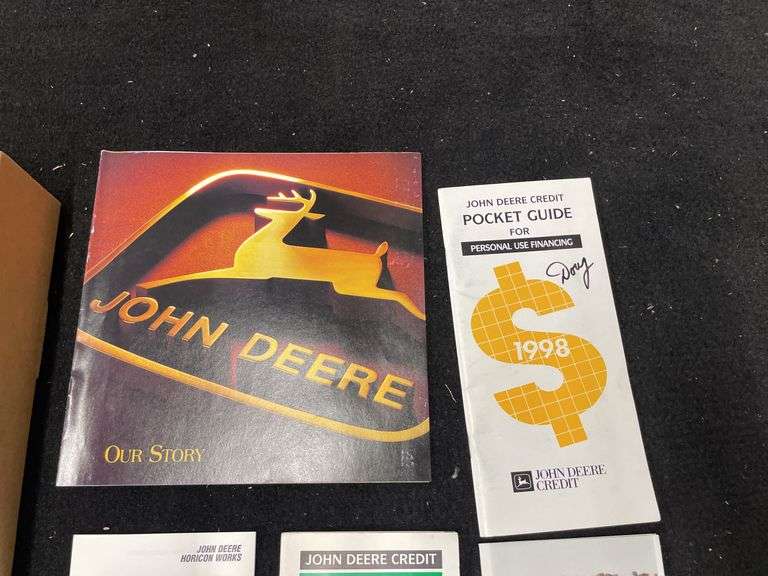 JOHN DEERE
OUR STORY
JOHN DEERE CREDIT
POCKET GUIDE
FOR
PERSONAL USE FINANCING
Doug
1998
JOHN DEERE
CREDIT
JOHN DEERE
HORICON WORKS
JOHN DEERE CREDIT